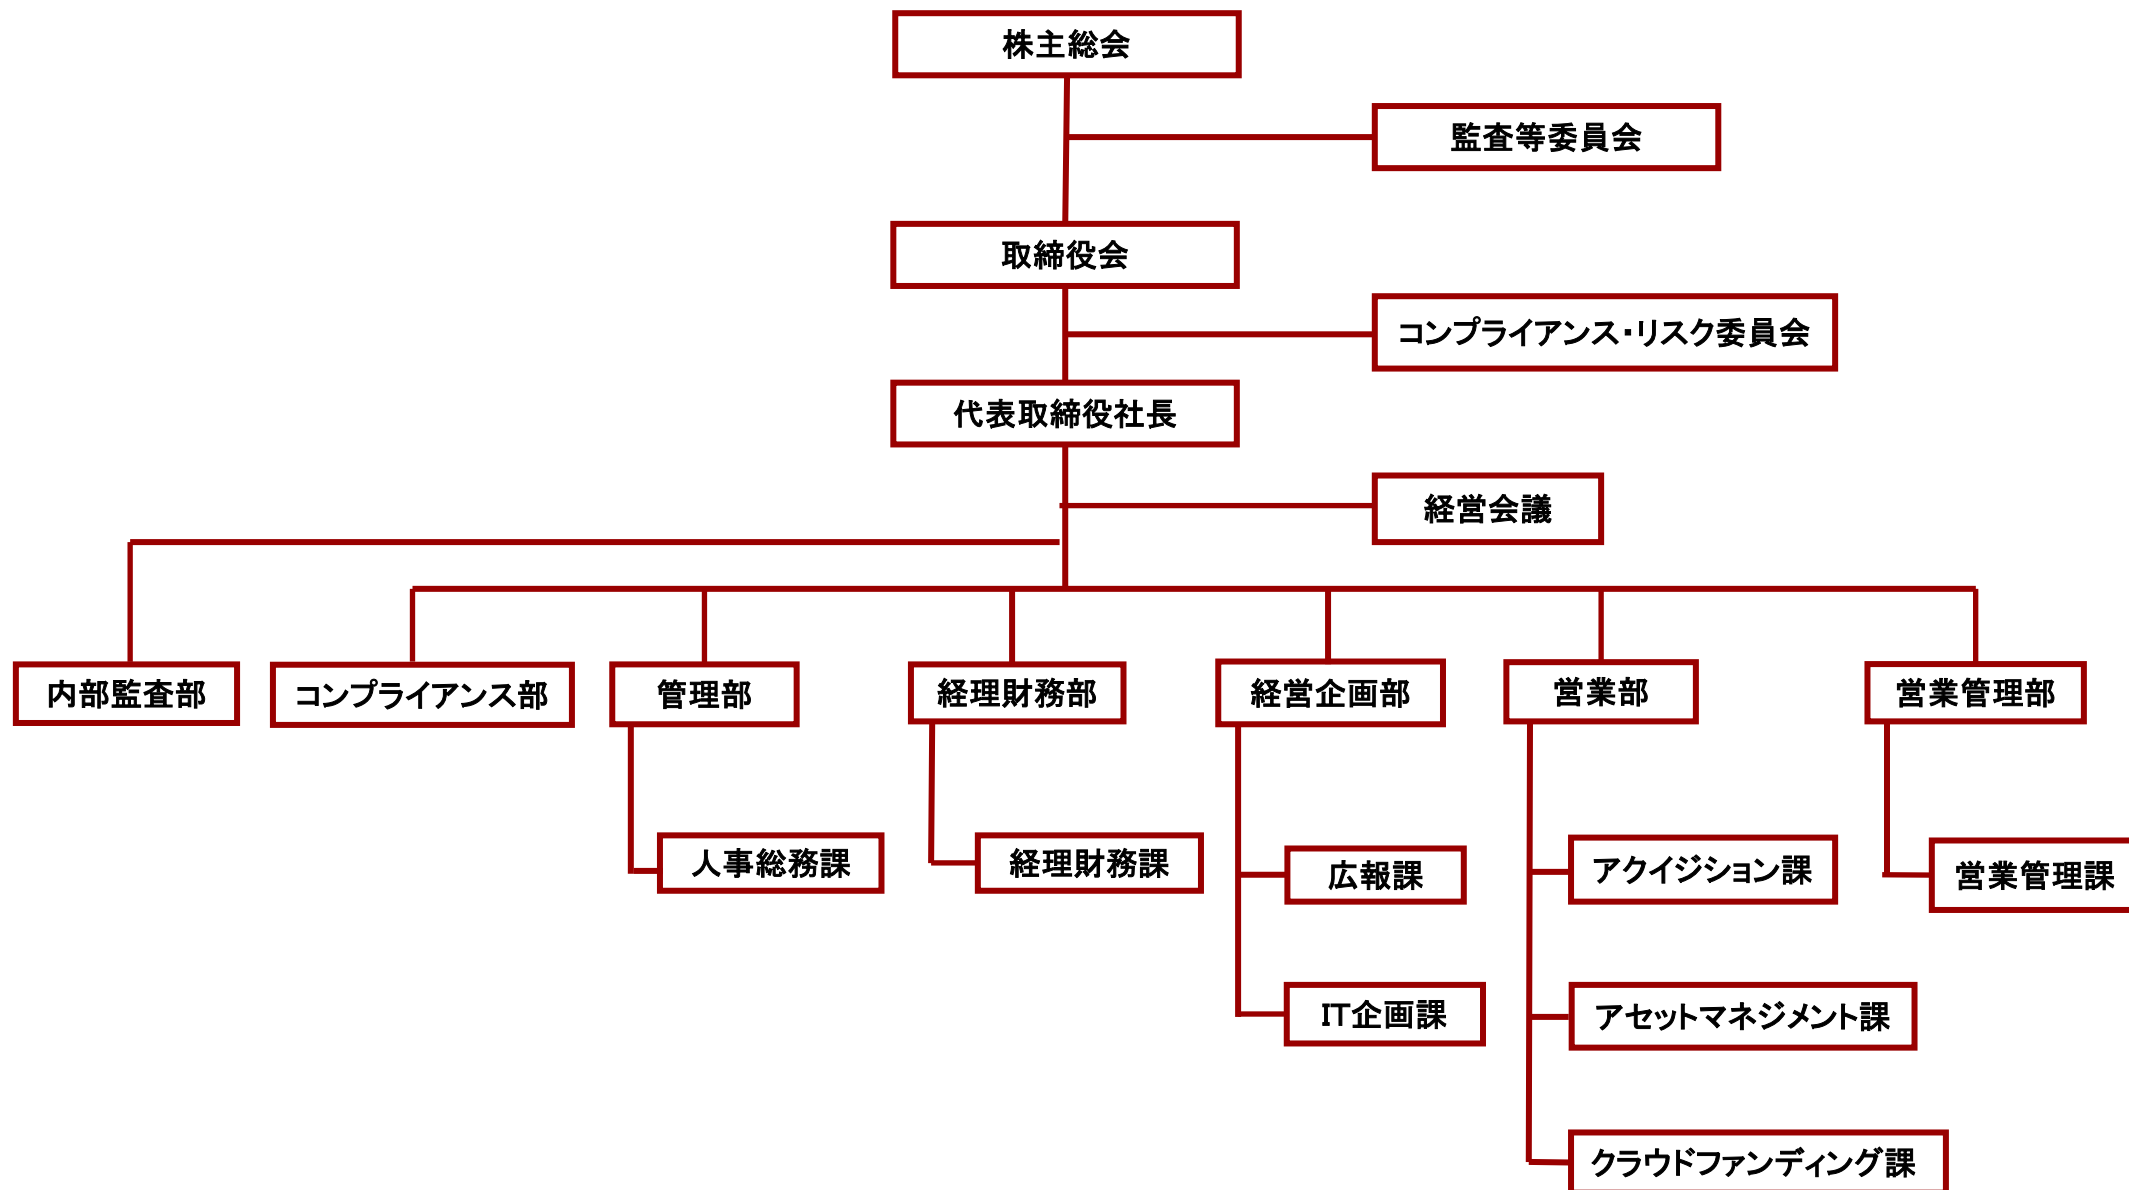 株主総会
監査等委員会
取締役会
コンプライアンス・リスク委員会
代表取締役社長
経営会議
内部監査部
コンプライアンス部
管理部
経理財務部
経営企画部
営業部
営業管理部
人事総務課
経理財務課
広報課
アクイジション課
営業管理課
IT企画課
アセットマネジメント課
クラウドファンディング課